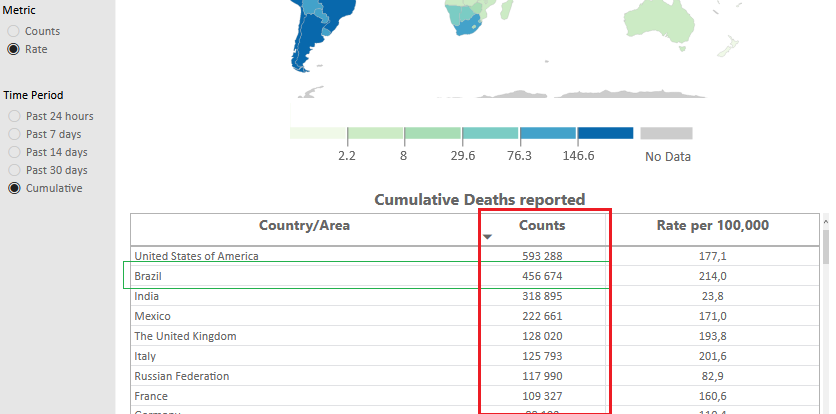 Metric
Counts
Rate
Time Period
Past 24 hours
Past 7 days
Past 14 days
Past 30 days
Cumulative
2.2 8 29.6 76.3 146.6 No Data
Cumulative Deaths reported
Country/Area Counts Rate per 100,000
United States of America 593 288 177,1
Brazil 456 674 214,0
India 318 895 23,8
Mexico 222 661 171,0
The United Kingdom 128 020 193,8
Italy 125 793 201,6
Russian Federation 117 990 82,9
France 109 327 160,6